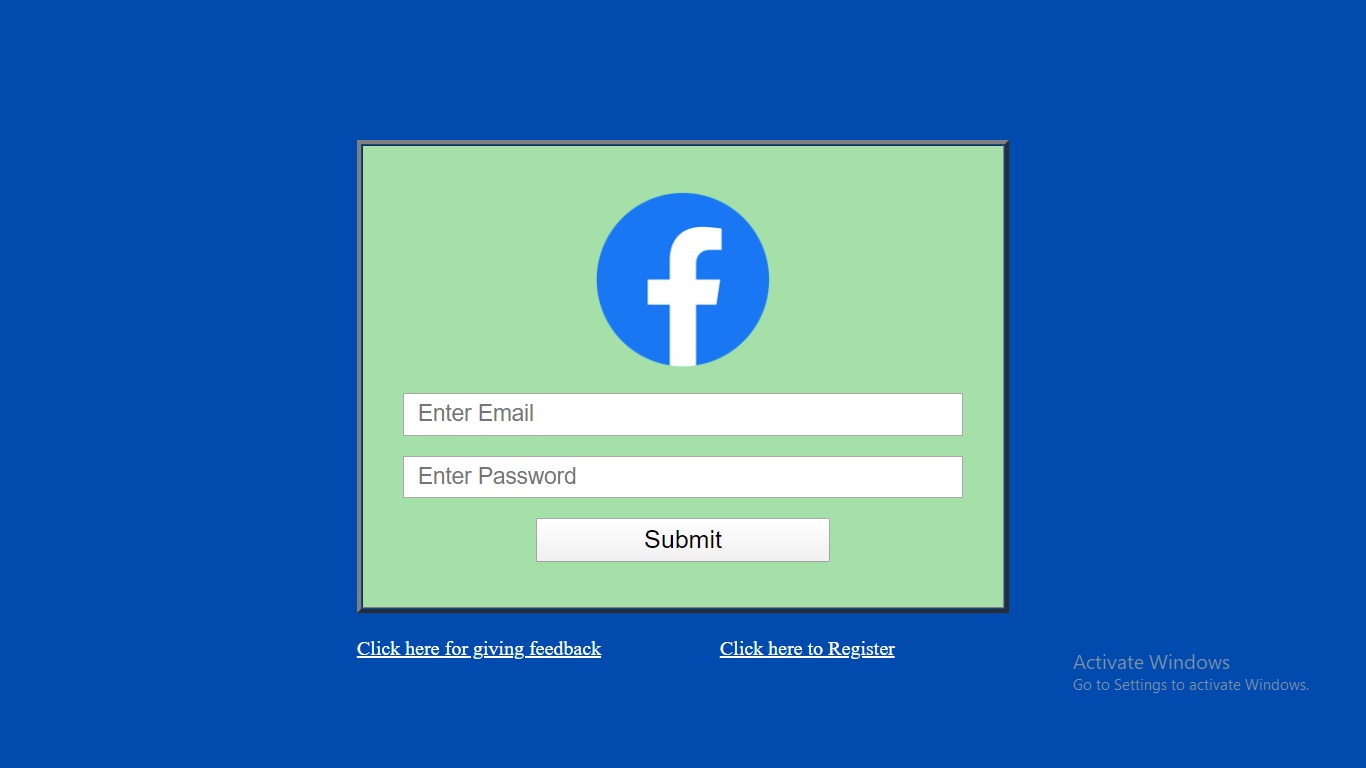 Enter Email
Enter Password
Submit
Click here for giving feedback
Click here to Register
Activate Windows
Go to Settings to activate Windows.